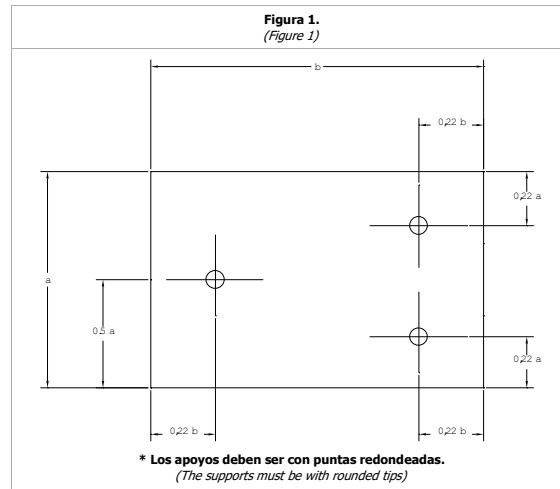 Figura 1.
(Figure 1)
b
0,22 b
0,22 a
a
0,5 a
0,22 a
0,22 b
0,22 b
* Los apoyos deben ser con puntas redondeadas.
(The supports must be with rounded tips)